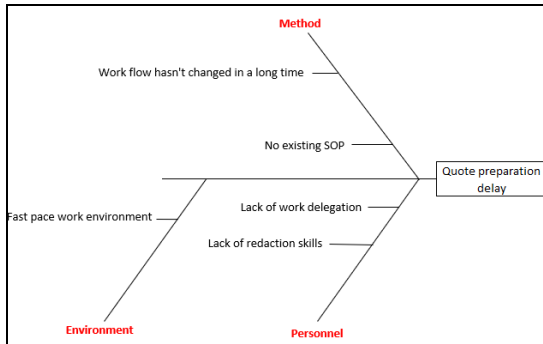 Method
Work flow hasn't changed in a long time
No existing SOP
Quote preparation
delay
Lack of work delegation
Fast pace work environment
Lack of redaction skills
Environment
Personnel